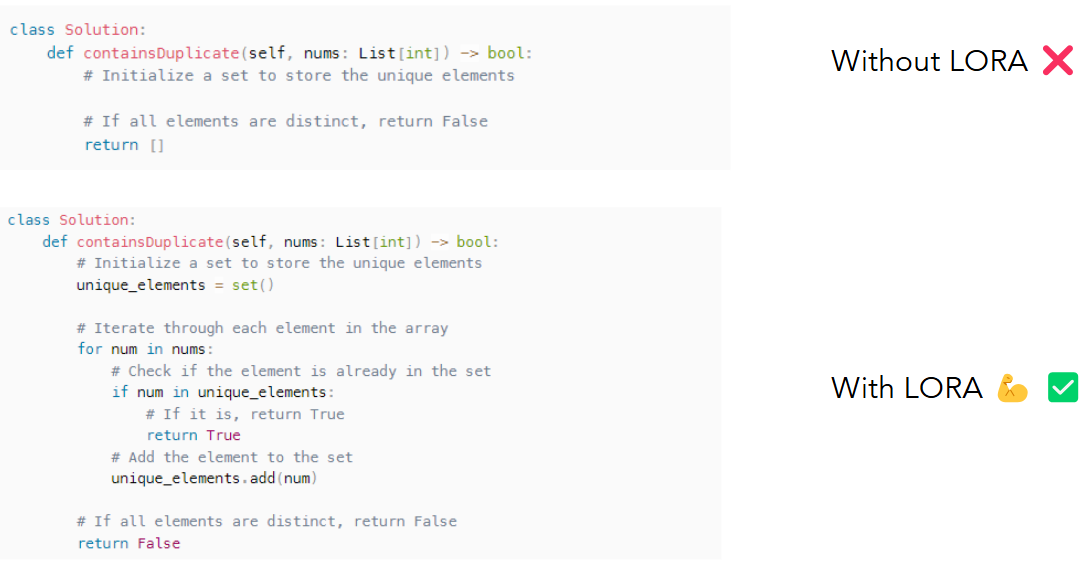 class Solution:
    def containsDuplicate(self, nums: List[int]) -> bool:
        # Initialize a set to store the unique elements
        # If all elements are distinct, return False
        return []
Without LORA ❌
class Solution:
    def containsDuplicate(self, nums: List[int]) -> bool:
        # Initialize a set to store the unique elements
        unique_elements = set()
        # Iterate through each element in the array
        for num in nums:
            # Check if the element is already in the set
            if num in unique_elements:
                # If it is, return True
                return True
            # Add the element to the set
            unique_elements.add(num)
        # If all elements are distinct, return False
        return False
With LORA 💪 ✅